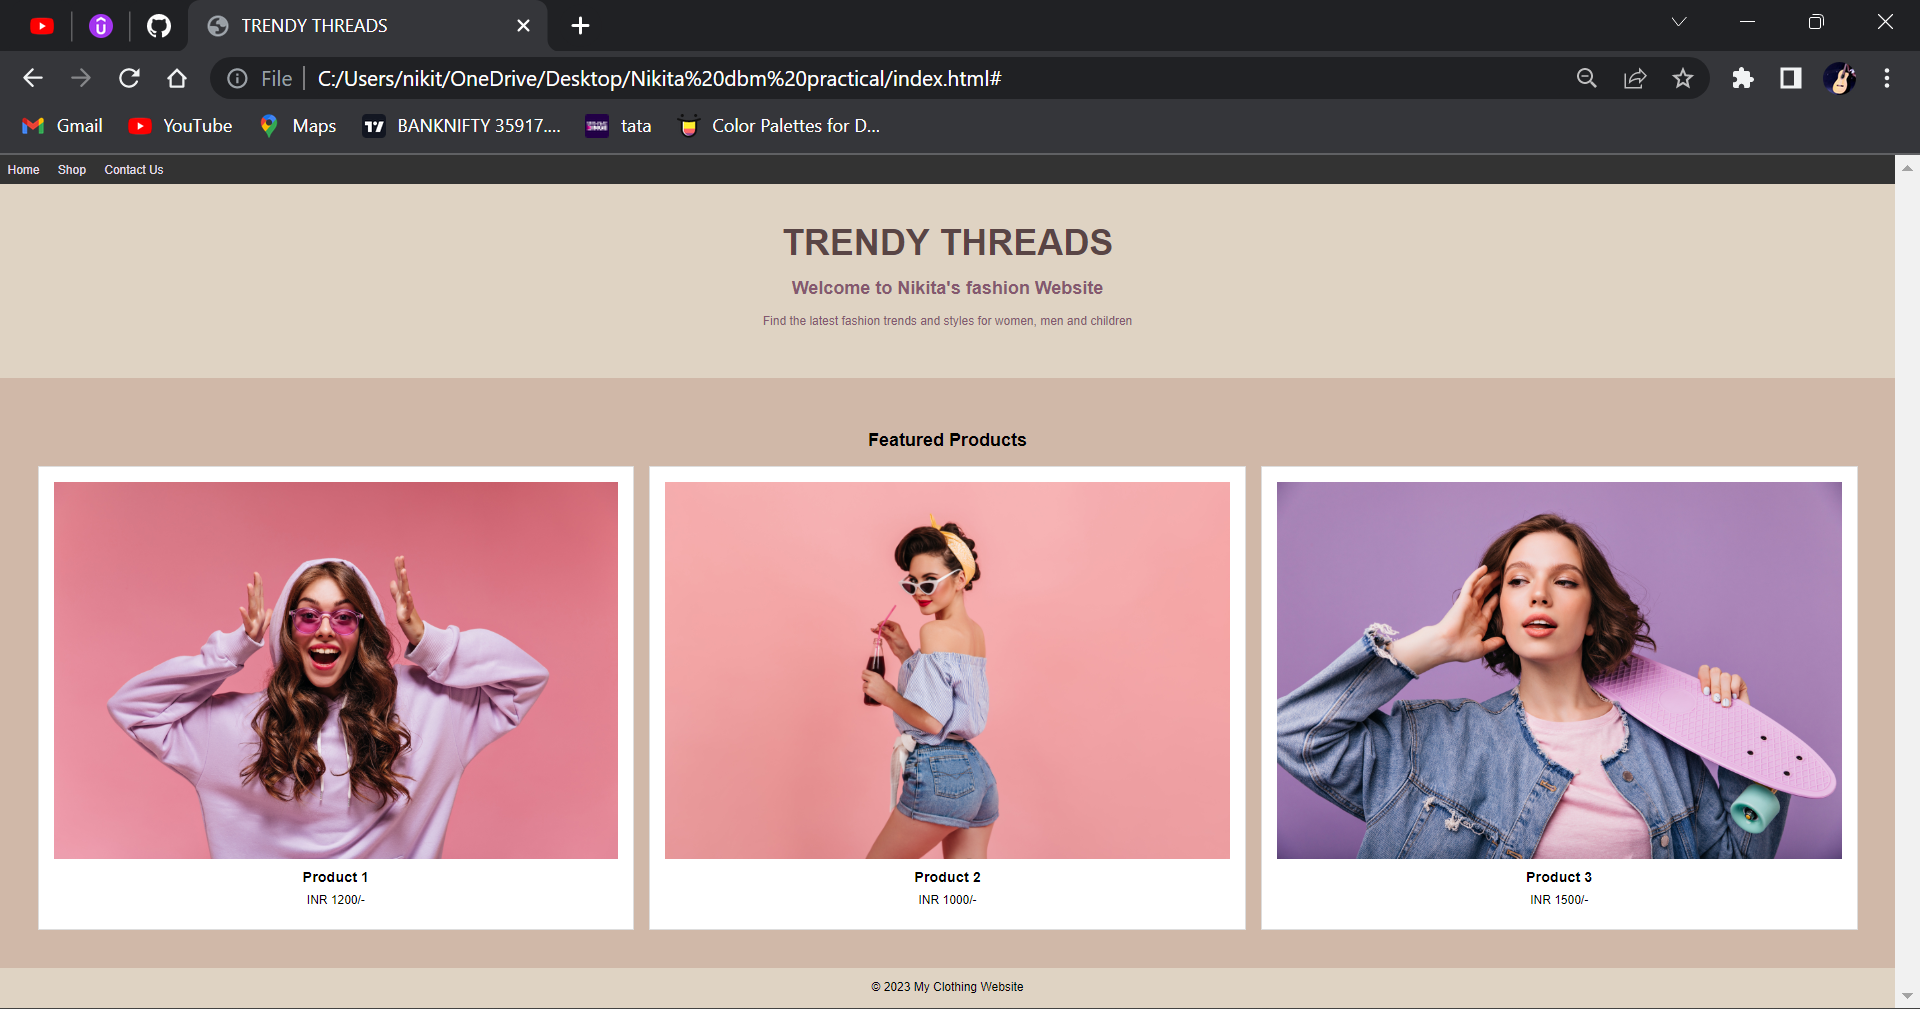 TRENDY THREADS
File
C:/Users/nikit/OneDrive/Desktop/Nikita%20dbm%20practical/index.html#
Gmail
YouTube
Maps
BANKNIFTY 35917....
tata
Color Palettes for D...
Home Shop Contact Us
TRENDY THREADS
Welcome to Nikita's fashion Website
Find the latest fashion trends and styles for women, men and children
Featured Products
Product 1
INR 1200/-
Product 2
INR 1000/-
Product 3
INR 1500/-
© 2023 My Clothing Website